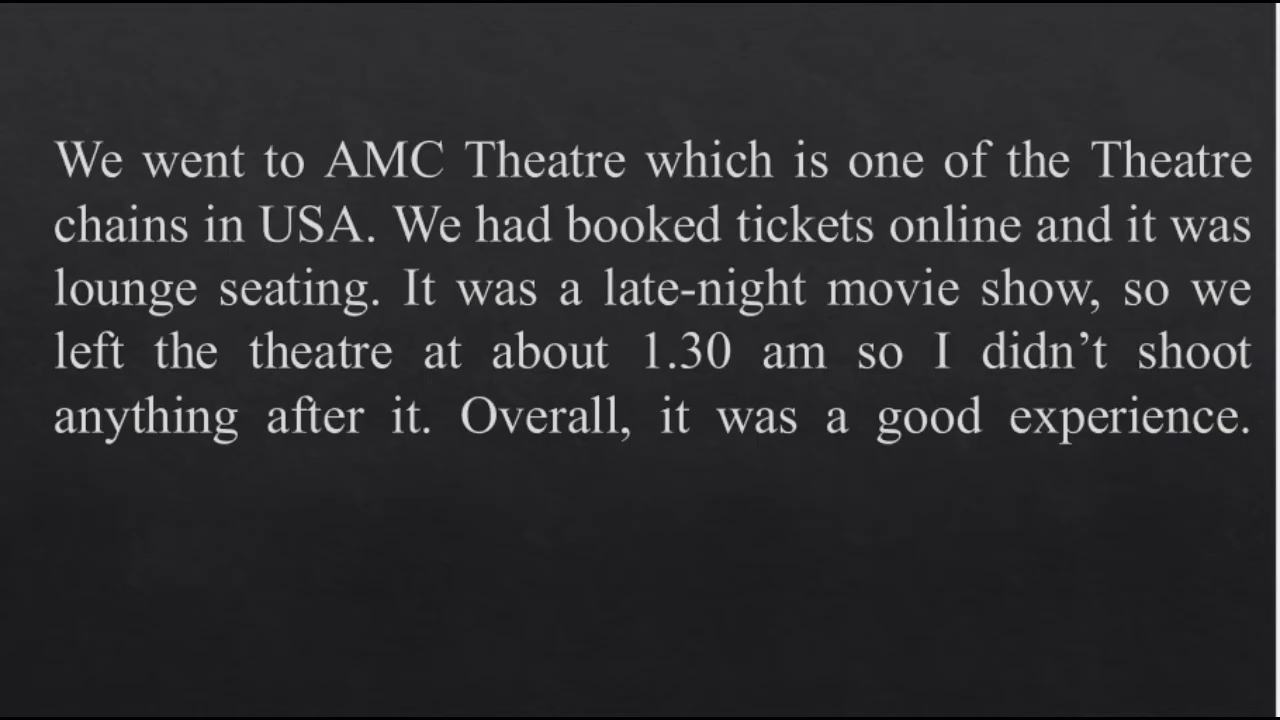 We went to AMC Theatre which is one of the Theatre
chains in USA. We had booked tickets online and it was
lounge seating. It was a late-night movie show, so we
left the theatre at about 1.30 am so I didn’t shoot
anything after it. Overall, it was a good experience.